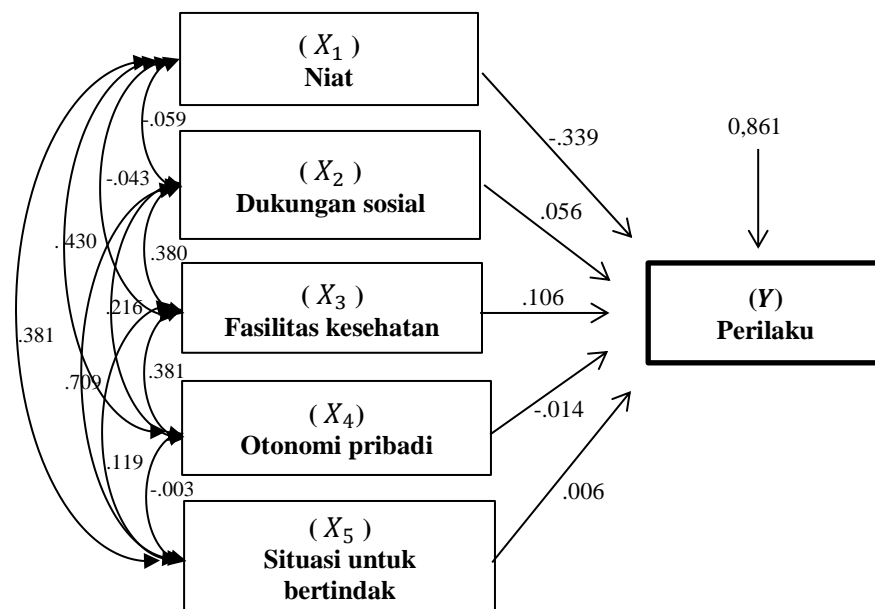 ( X₁ )
Niat
-.059
-.339
0,861
( X₂ )
Dukungan sosial
-.043
.056
.430
.380
( X₃ )
Fasilitas kesehatan
.216
.106
(Y)
Perilaku
.381
.709
.381
( X₄)
Otonomi pribadi
-.014
.119
-.003
.006
( X₅ )
Situasi untuk
bertindak